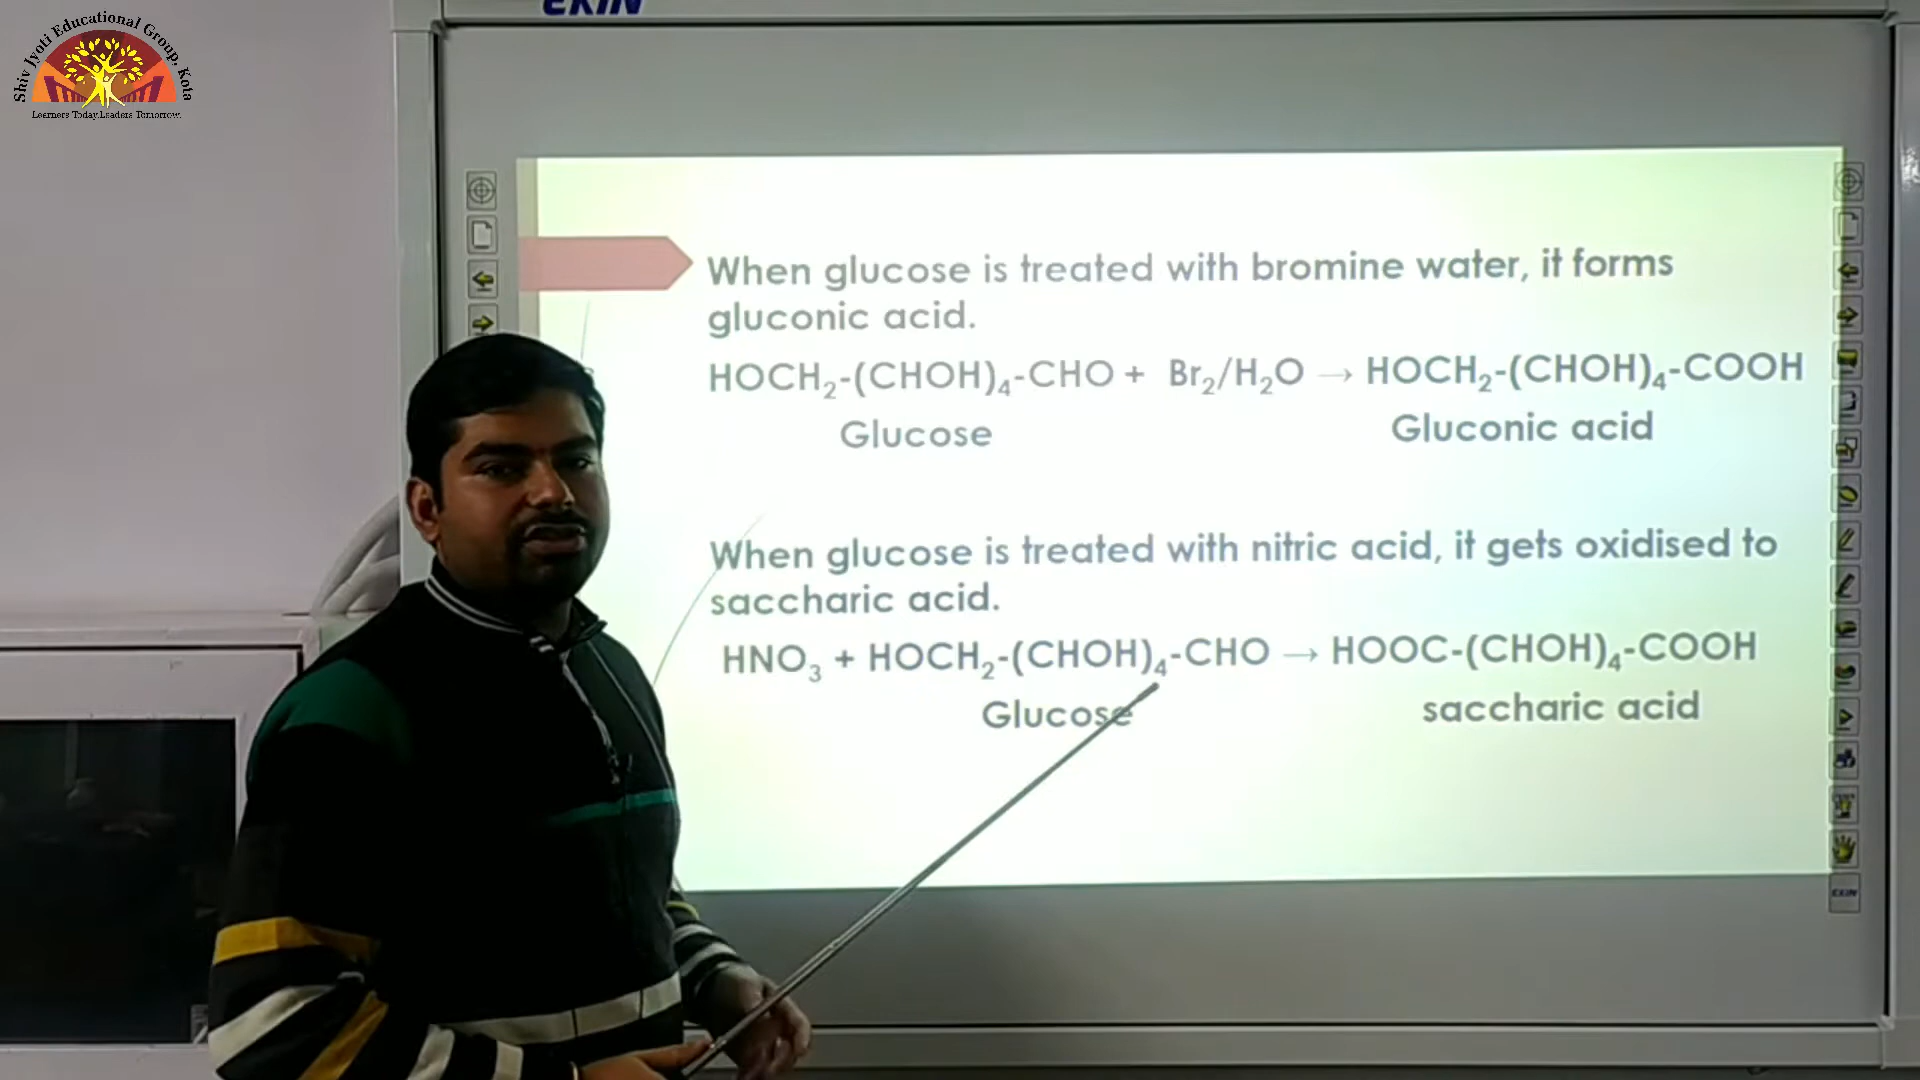 EKIN
Shiv Jyoti Educational Group, Kota
Learners Today.Leaders Tomorrow.
When glucose is treated with bromine water, it forms
gluconic acid.
HOCH₂-(CHOH)₄-CHO + Br₂/H₂O → HOCH₂-(CHOH)₄-COOH
Glucose Gluconic acid
When glucose is treated with nitric acid, it gets oxidised to
saccharic acid.
HNO₃ + HOCH₂-(CHOH)₄-CHO → HOOC-(CHOH)₄-COOH
Glucose saccharic acid
EKIN